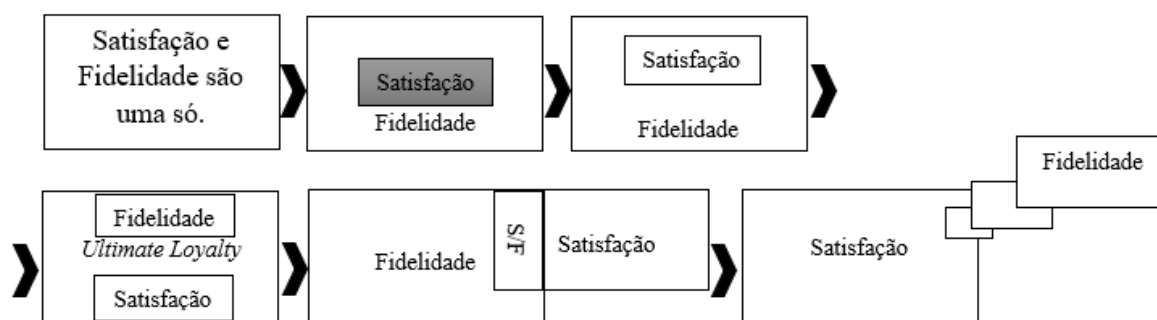 Satisfação e
Fidelidade são
uma só.
Satisfação
Fidelidade
Satisfação
Fidelidade
Fidelidade
Ultimate Loyalty
Satisfação
Fidelidade
S/F
Satisfação
Satisfação
Fidelidade